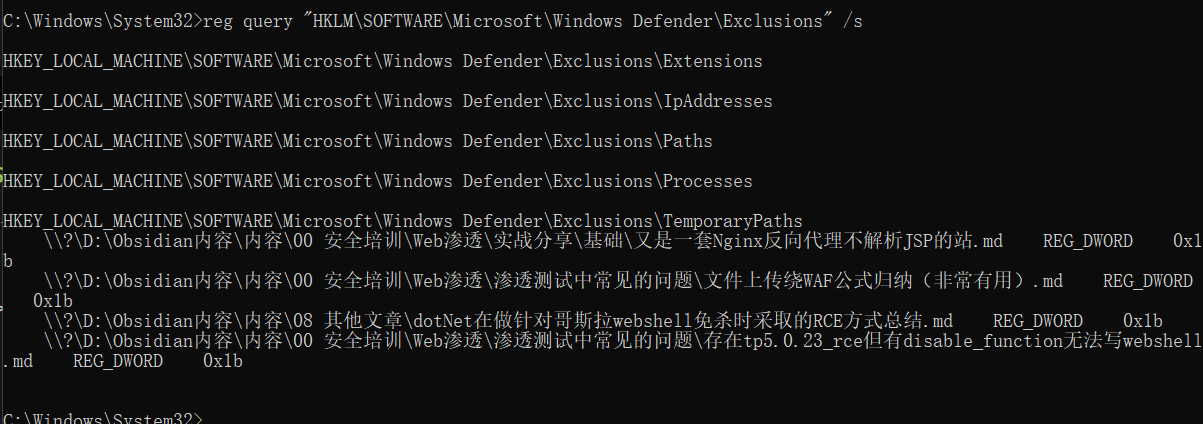 C:\Windows\System32>reg query "HKLM\SOFTWARE\Microsoft\Windows Defender\Exclusions" /s
HKEY_LOCAL_MACHINE\SOFTWARE\Microsoft\Windows Defender\Exclusions\Extensions
HKEY_LOCAL_MACHINE\SOFTWARE\Microsoft\Windows Defender\Exclusions\IpAddresses
HKEY_LOCAL_MACHINE\SOFTWARE\Microsoft\Windows Defender\Exclusions\Paths
HKEY_LOCAL_MACHINE\SOFTWARE\Microsoft\Windows Defender\Exclusions\Processes
HKEY_LOCAL_MACHINE\SOFTWARE\Microsoft\Windows Defender\Exclusions\TemporaryPaths
\\?\D:\Obsidian内容\内容\00 安全培训\Web渗透\实战分享\基础\又是一套Nginx反向代理不解析JSP的站.md    REG_DWORD    0x1
b
\\?\D:\Obsidian内容\内容\00 安全培训\Web渗透\渗透测试中常见的问题\文件上传绕WAF公式归纳（非常有用）.md    REG_DWORD
0x1b
\\?\D:\Obsidian内容\内容\08 其他文章\dotNet在做针对哥斯拉webshell免杀时采取的RCE方式总结.md    REG_DWORD    0x1b
\\?\D:\Obsidian内容\内容\00 安全培训\Web渗透\渗透测试中常见的问题\存在tp5.0.23_rce但有disable_function无法写webshell
.md    REG_DWORD    0x1b
C:\Windows\System32>